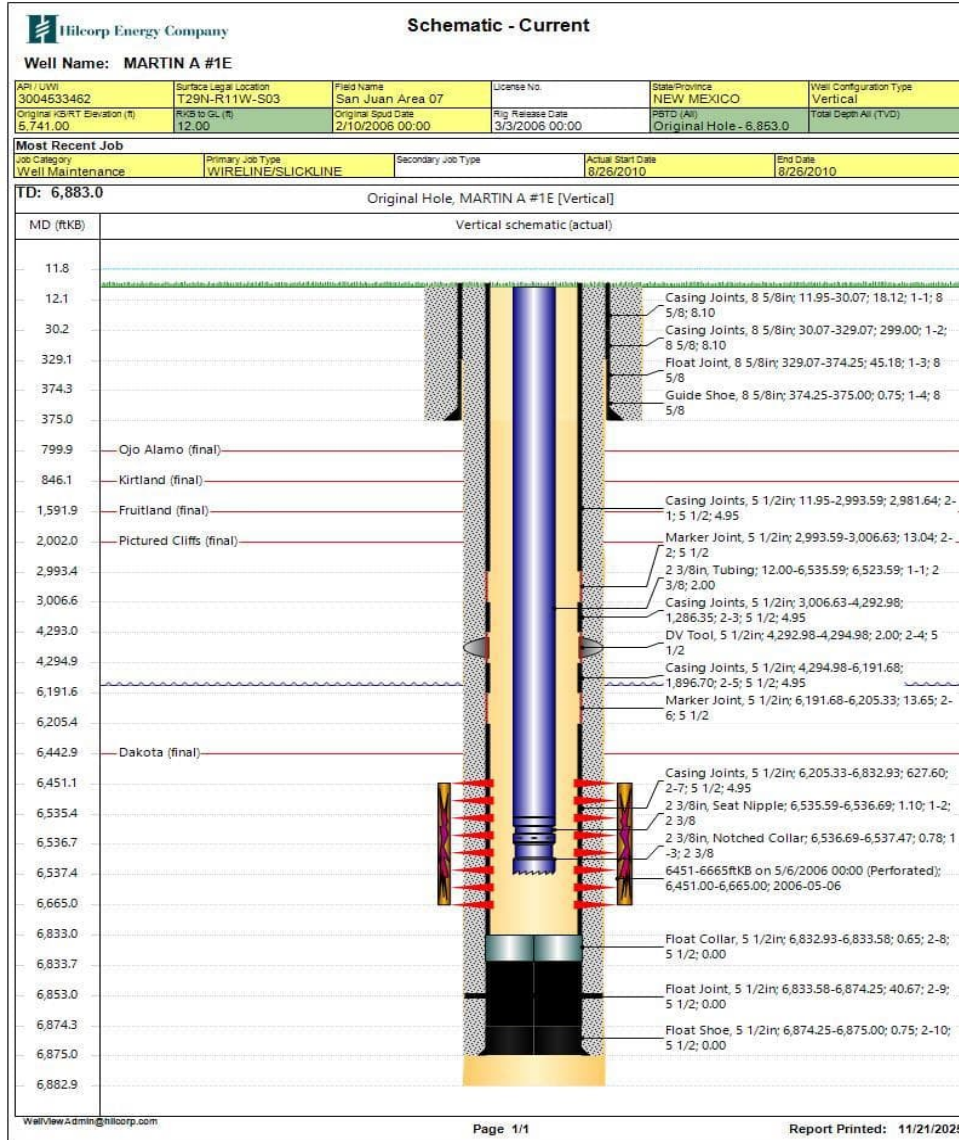 Hilcorp Energy Company
Schematic - Current
Well Name: MARTIN A #1E
API / UWI
3004533462
Surface Legal Location
T29N-R11W-S03
Field Name
San Juan Area 07
License No.
State/Province
NEW MEXICO
Well Configuration Type
Vertical
Original KB/RT Elevation (ft)
5,741.00
RKB to GL (ft)
12.00
Original Spud Date
2/10/2006 00:00
Rig Release Date
3/3/2006 00:00
PBTD (All)
Original Hole - 6,853.0
Total Depth All (TVD)
Most Recent Job
Job Category
Well Maintenance
Primary Job Type
WIRELINE/SLICKLINE
Secondary Job Type
Actual Start Date
8/26/2010
End Date
8/26/2010
TD: 6,883.0
Original Hole, MARTIN A #1E [Vertical]
MD (ftKB)
Vertical schematic (actual)
11.8
12.1
30.2
329.1
374.3
375.0
799.9
846.1
1,591.9
2,002.0
2,993.4
3,006.6
4,293.0
4,294.9
6,191.6
6,205.4
6,442.9
6,451.1
6,535.4
6,536.7
6,537.4
6,665.0
6,833.0
6,833.7
6,853.0
6,874.3
6,875.0
6,882.9
Ojo Alamo (final)
Kirtland (final)
Fruitland (final)
Pictured Cliffs (final)
Dakota (final)
Casing Joints, 8 5/8in; 11.95-30.07; 18.12; 1-1; 8
5/8; 8.10
Casing Joints, 8 5/8in; 30.07-329.07; 299.00; 1-2;
8 5/8; 8.10
Float Joint, 8 5/8in; 329.07-374.25; 45.18; 1-3; 8
5/8
Guide Shoe, 8 5/8in; 374.25-375.00; 0.75; 1-4; 8
5/8
Casing Joints, 5 1/2in; 11.95-2,993.59; 2,981.64; 2-
1; 5 1/2; 4.95
Marker Joint, 5 1/2in; 2,993.59-3,006.63; 13.04; 2-
2; 5 1/2
2 3/8in, Tubing; 12.00-6,535.59; 6,523.59; 1-1; 2
3/8; 2.00
Casing Joints, 5 1/2in; 3,006.63-4,292.98;
1,286.35; 2-3; 5 1/2; 4.95
DV Tool, 5 1/2in; 4,292.98-4,294.98; 2.00; 2-4; 5
1/2
Casing Joints, 5 1/2in; 4,294.98-6,191.68;
1,896.70; 2-5; 5 1/2; 4.95
Marker Joint, 5 1/2in; 6,191.68-6,205.33; 13.65; 2-
6; 5 1/2
Casing Joints, 5 1/2in; 6,205.33-6,832.93; 627.60;
2-7; 5 1/2; 4.95
2 3/8in, Seat Nipple; 6,535.59-6,536.69; 1.10; 1-2;
2 3/8
2 3/8in, Notched Collar; 6,536.69-6,537.47; 0.78; 1
-3; 2 3/8
6451-6665ftKB on 5/6/2006 00:00 (Perforated);
6,451.00-6,665.00; 2006-05-06
Float Collar, 5 1/2in; 6,832.93-6,833.58; 0.65; 2-8;
5 1/2; 0.00
Float Joint, 5 1/2in; 6,833.58-6,874.25; 40.67; 2-9;
5 1/2; 0.00
Float Shoe, 5 1/2in; 6,874.25-6,875.00; 0.75; 2-10;
5 1/2; 0.00
WellViewAdmin@hilcorp.com
Page 1/1
Report Printed: 11/21/2025